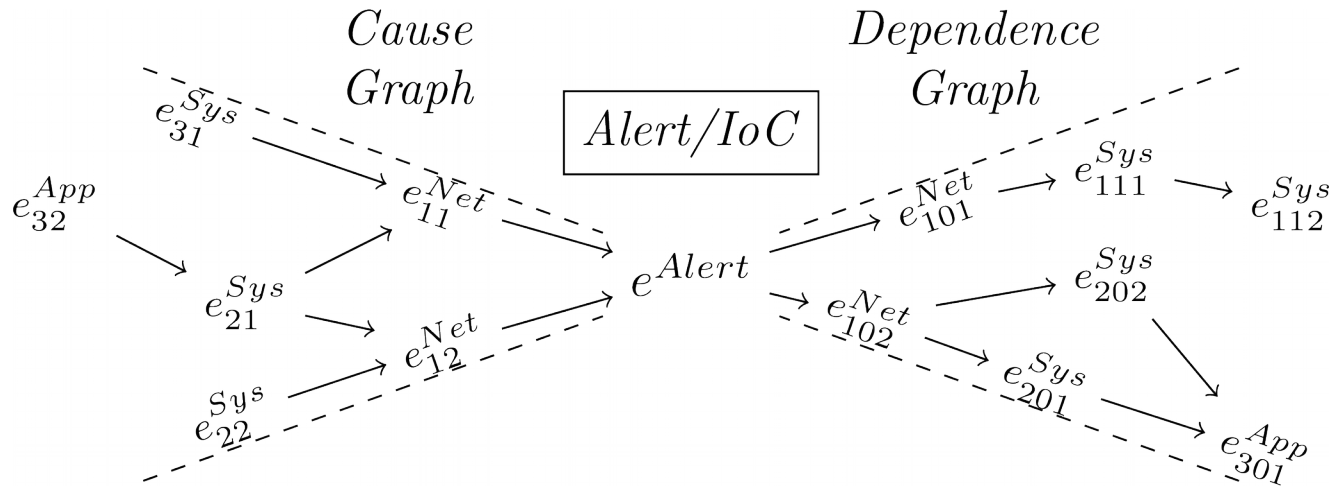 Cause
Graph
Dependence
Graph
Alert/IoC
e_{31}^{Sys}
e_{32}^{App}
e_{11}^{Net}
e_{21}^{Sys}
e_{12}^{Net}
e_{22}^{Sys}
e^{Alert}
e_{101}^{Net}
e_{111}^{Sys}
e_{112}^{Sys}
e_{102}^{Net}
e_{202}^{Sys}
e_{201}^{Sys}
e_{301}^{App}